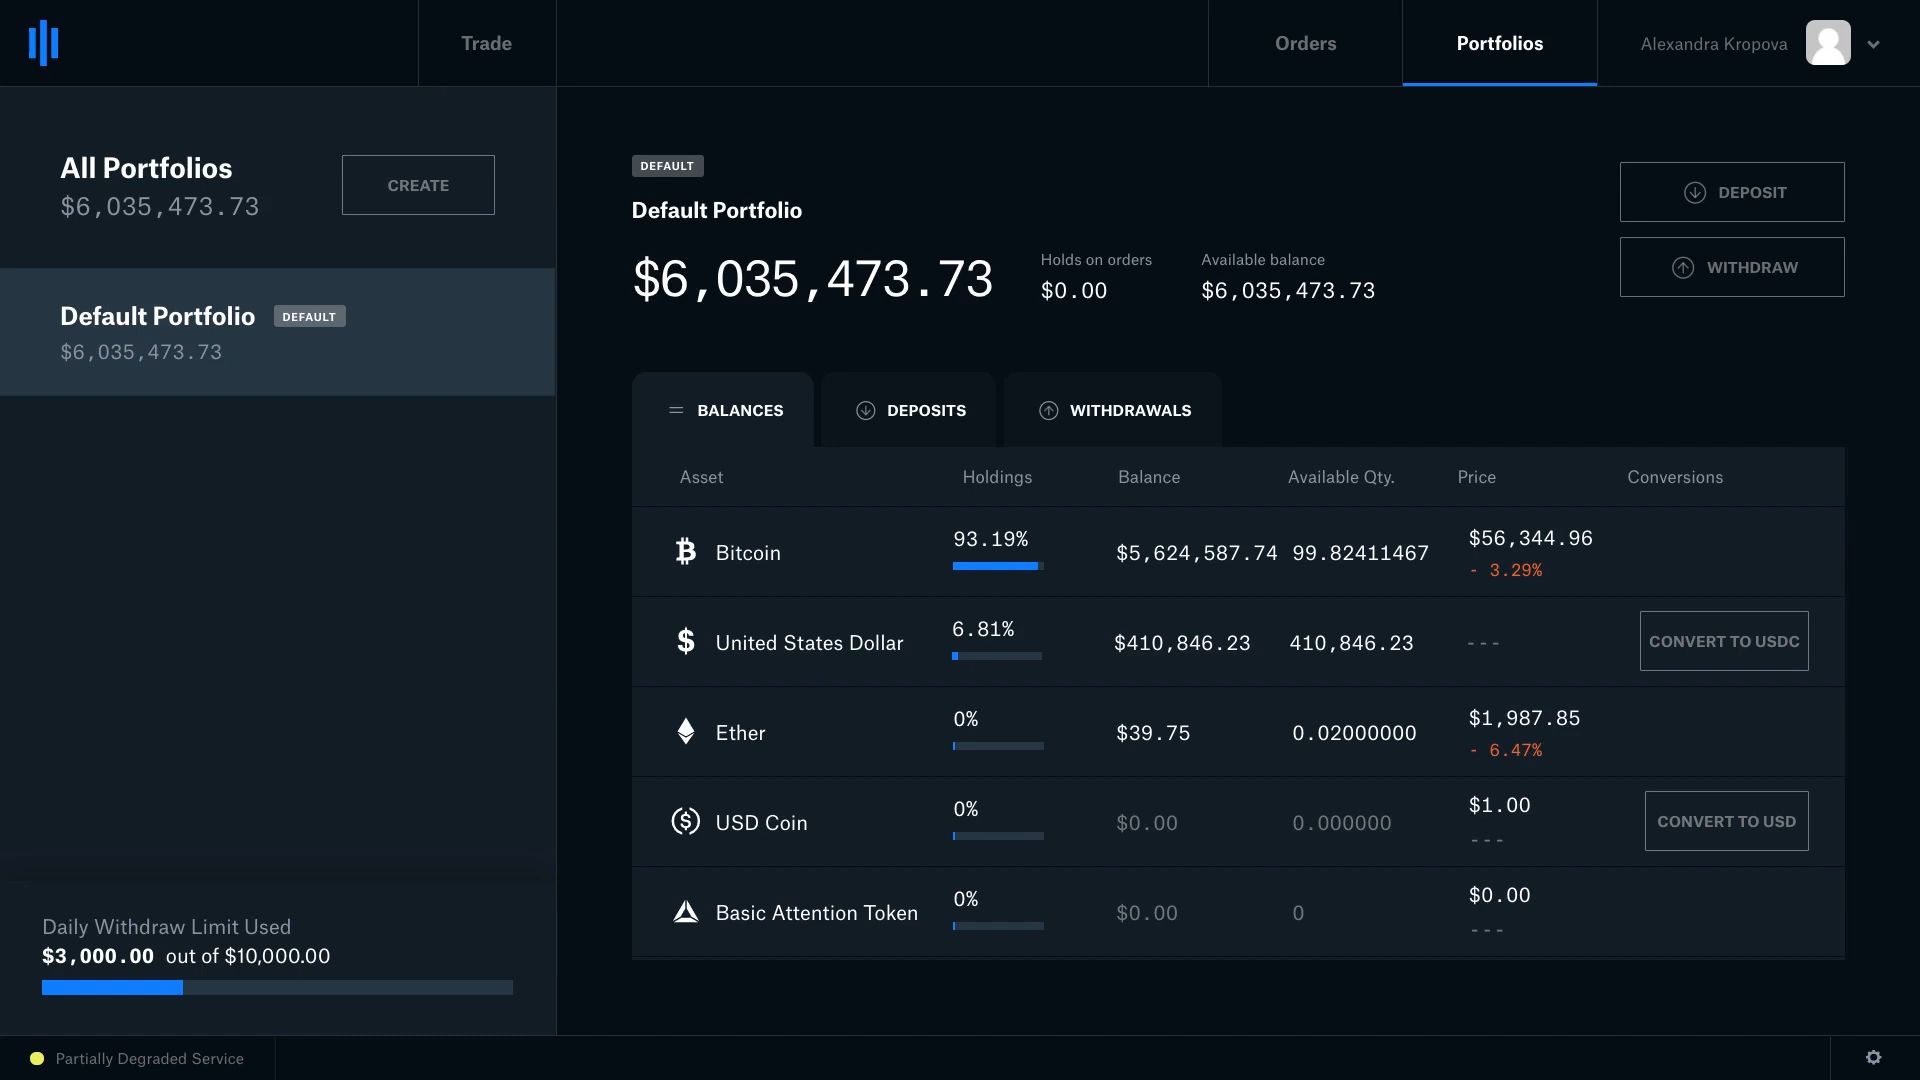 Trade
Orders
Portfolios
Alexandra Kropova
All Portfolios
$6,035,473.73
CREATE
Default Portfolio DEFAULT
$6,035,473.73
Daily Withdraw Limit Used
$3,000.00 out of $10,000.00
DEFAULT
Default Portfolio
$6,035,473.73
Holds on orders
$0.00
Available balance
$6,035,473.73
DEPOSIT
WITHDRAW
BALANCES
DEPOSITS
WITHDRAWALS
Asset Holdings Balance Available Qty. Price Conversions
Bitcoin 93.19% $5,624,587.74 99.82411467 $56,344.96
- 3.29%
United States Dollar 6.81% $410,846.23 410,846.23 --- CONVERT TO USDC
Ether 0% $39.75 0.02000000 $1,987.85
- 6.47%
USD Coin 0% $0.00 0.000000 $1.00 CONVERT TO USD
---
Basic Attention Token 0% $0.00 0 $0.00
---
Partially Degraded Service